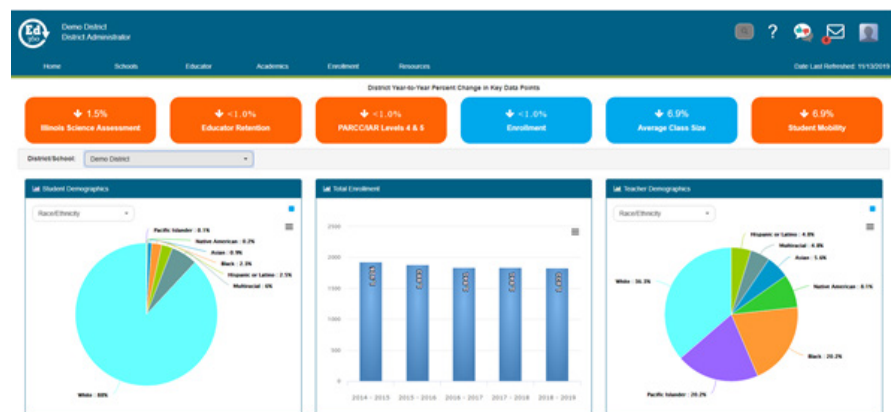 Ed
360
Demo District
District Administrator
?
Home Schools Educator Academics Enrollment Resources
Date Last Refreshed: 11/13/2019
District Year-to-Year Percent Change in Key Data Points
1.5%
Illinois Science Assessment
<1.0%
Educator Retention
<1.0%
PARCC/IAR Levels 4 & 5
<1.0%
Enrollment
6.9%
Average Class Size
6.9%
Student Mobility
District/School: Demo District
Student Demographics
Race/Ethnicity
Pacific Islander : 0.1%
Native American : 0.2%
Asian : 0.9%
Black : 2.3%
Hispanic or Latino : 2.5%
Multiracial : 6%
White : 88%
Total Enrollment
2500
2000
1500
1000
500
0
2014 - 2015 2015 - 2016 2016 - 2017 2017 - 2018 2018 - 2019
Teacher Demographics
Race/Ethnicity
Hispanic or Latino : 4.8%
Multiracial : 4.8%
Asian : 5.6%
Native American : 8.1%
Black : 20.2%
Pacific Islander : 20.2%
White : 36.3%